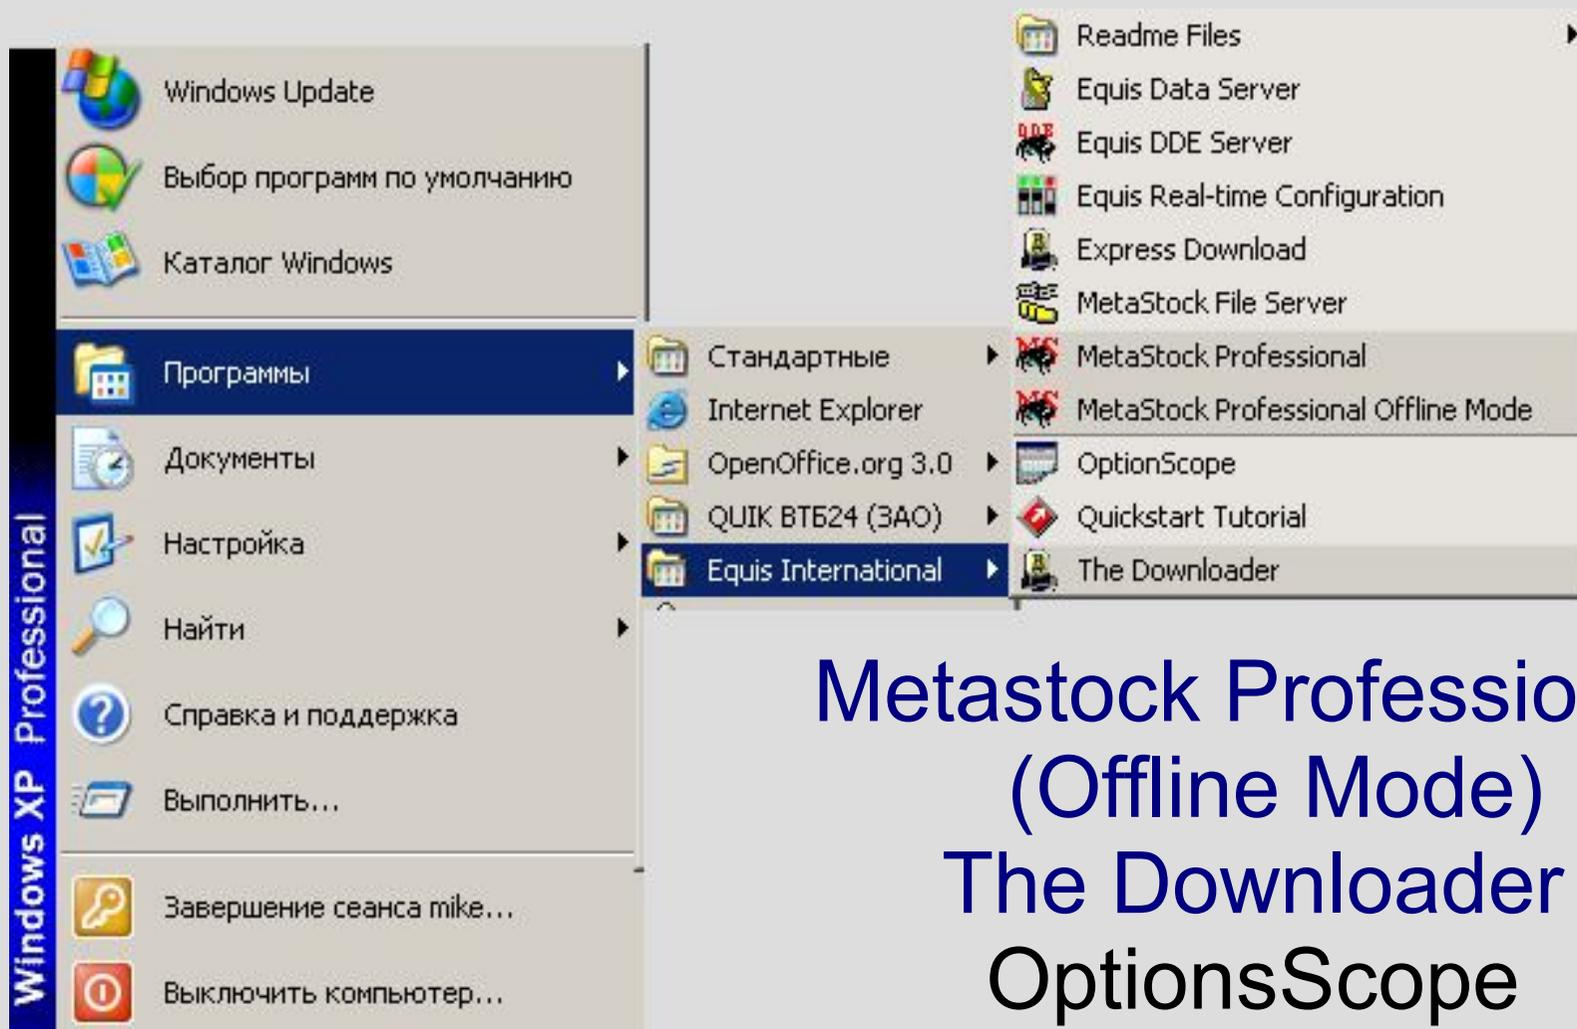 Windows XP Professional
Windows Update
Выбор программ по умолчанию
Каталог Windows
Программы
Документы
Настройка
Найти
Справка и поддержка
Выполнить...
Завершение сеанса mike...
Выключить компьютер...
Стандартные
Internet Explorer
OpenOffice.org 3.0
QUIK ВТБ24 (ЗАО)
Equis International
Readme Files
Equis Data Server
Equis DDE Server
Equis Real-time Configuration
Express Download
MetaStock File Server
MetaStock Professional
MetaStock Professional Offline Mode
OptionScope
Quickstart Tutorial
The Downloader
Metastock Professio
(Offline Mode)
The Downloader
OptionsScope